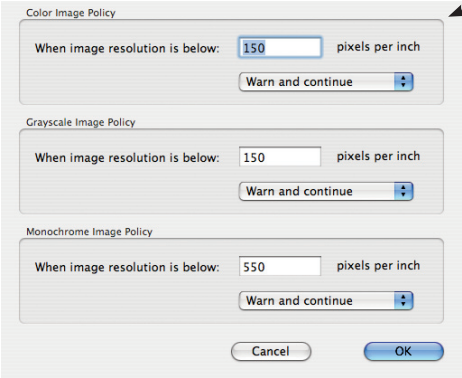 Color Image Policy
When image resolution is below: 150 pixels per inch
Warn and continue
Grayscale Image Policy
When image resolution is below: 150 pixels per inch
Warn and continue
Monochrome Image Policy
When image resolution is below: 550 pixels per inch
Warn and continue
Cancel OK